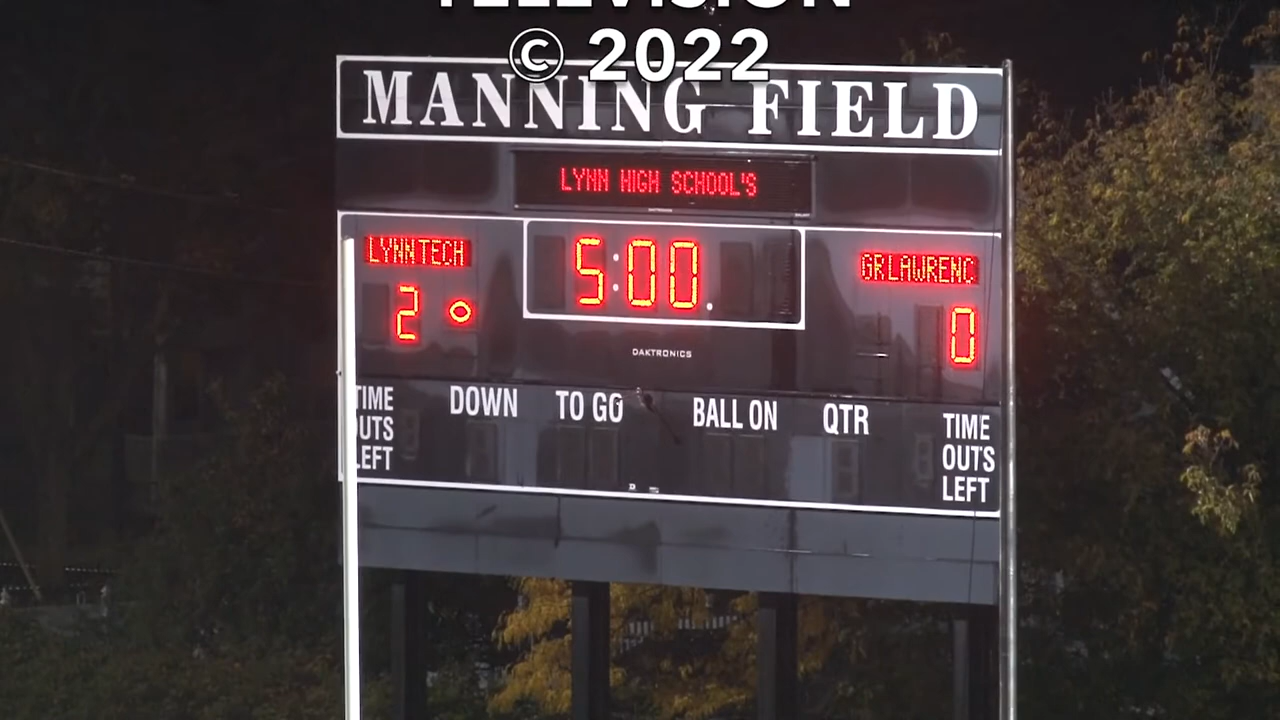 TELEVISION
© 2022
MANNING FIELD
LYNN HIGH SCHOOL'S
LYNNTECH
5:00
GRLAWRENC
2
0
DAKTRONICS
TIME OUTS LEFT
DOWN
TO GO
BALL ON
QTR
TIME OUTS LEFT